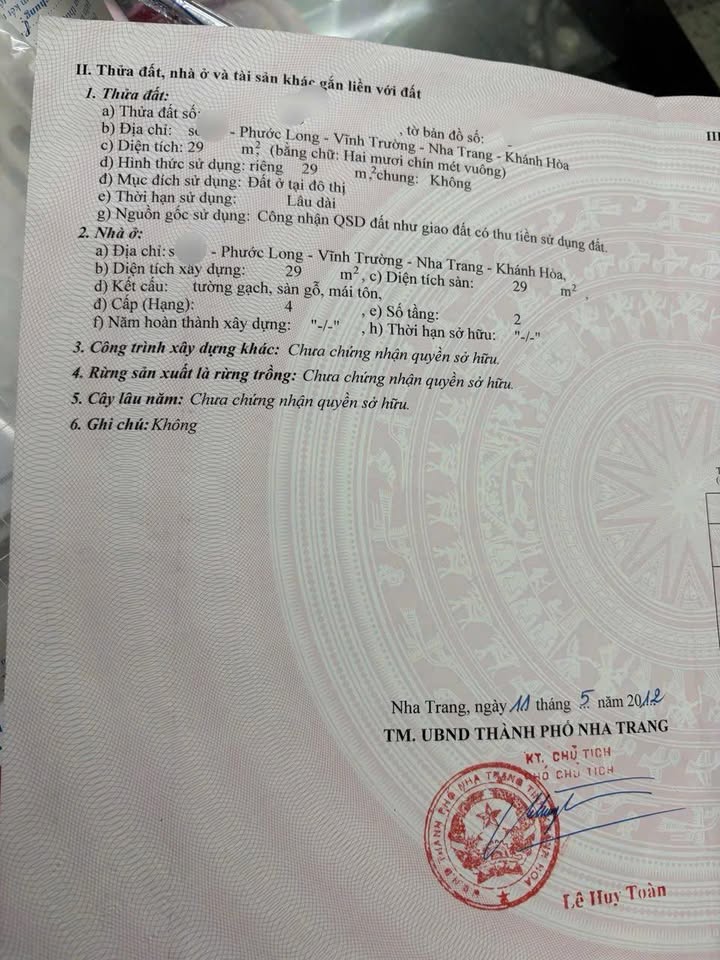 II. Thửa đất, nhà ở và tài sản khác gắn liền với đất
1. Thửa đất:
a) Thửa đất số: , tờ bản đồ số:
b) Địa chỉ: s - Phước Long - Vĩnh Trường - Nha Trang - Khánh Hòa
c) Diện tích: 29 m², (bằng chữ: Hai mươi chín mét vuông)
d) Hình thức sử dụng: riêng 29 m², chung: Không
đ) Mục đích sử dụng: Đất ở tại đô thị
e) Thời hạn sử dụng: Lâu dài
g) Nguồn gốc sử dụng: Công nhận QSD đất như giao đất có thu tiền sử dụng đất.
2. Nhà ở:
a) Địa chỉ: s - Phước Long - Vĩnh Trường - Nha Trang - Khánh Hòa,
b) Diện tích xây dựng: 29 m², c) Diện tích sàn: 29 m²,
d) Kết cấu: tường gạch, sàn gỗ, mái tôn,
đ) Cấp (Hạng): 4 , e) Số tầng: 2
f) Năm hoàn thành xây dựng: "-/-" , h) Thời hạn sở hữu: "-/-"
3. Công trình xây dựng khác: Chưa chứng nhận quyền sở hữu.
4. Rừng sản xuất là rừng trồng: Chưa chứng nhận quyền sở hữu.
5. Cây lâu năm: Chưa chứng nhận quyền sở hữu.
6. Ghi chú: Không
III
Nha Trang, ngày 11 tháng 5 năm 2012
TM. UBND THÀNH PHỐ NHA TRANG
KT. CHỦ TỊCH
PHÓ CHỦ TỊCH
Lê Huy Toàn